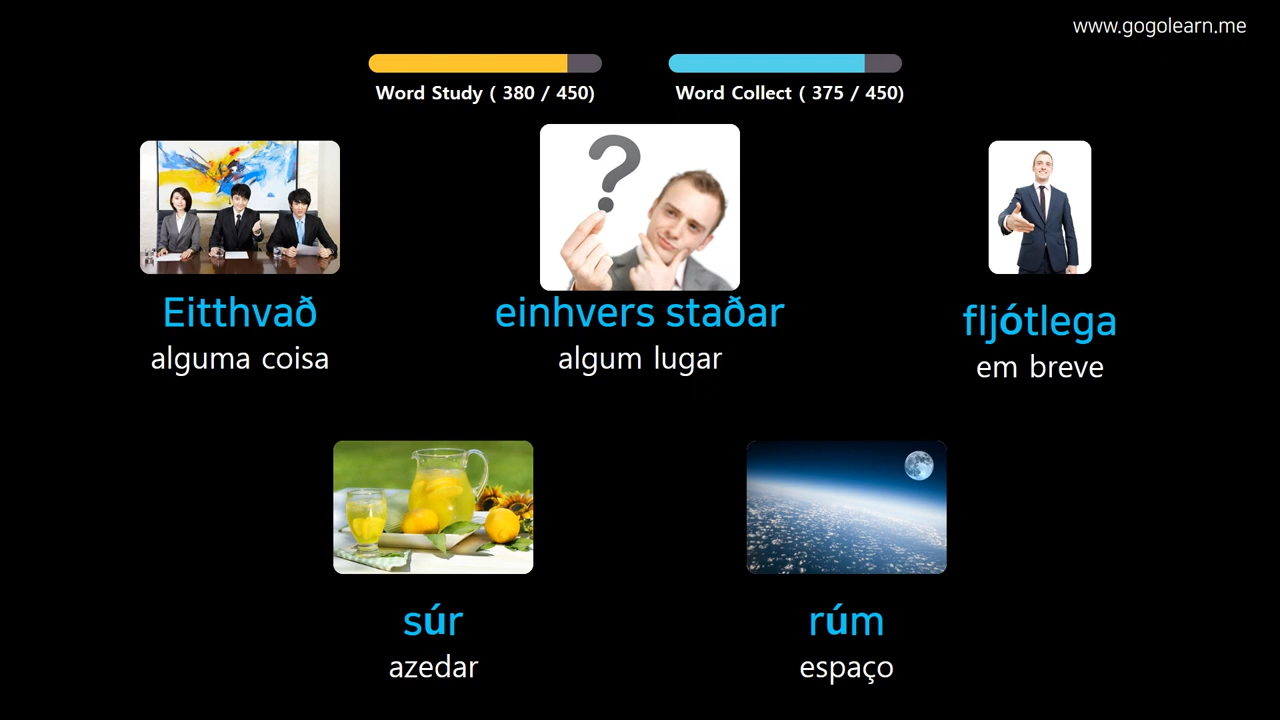 www.gogolearn.me
Word Study ( 380 / 450)
Word Collect ( 375 / 450)
Eitthvað
alguma coisa
einhvers staðar
algum lugar
fljótlega
em breve
súr
azedar
rúm
espaço